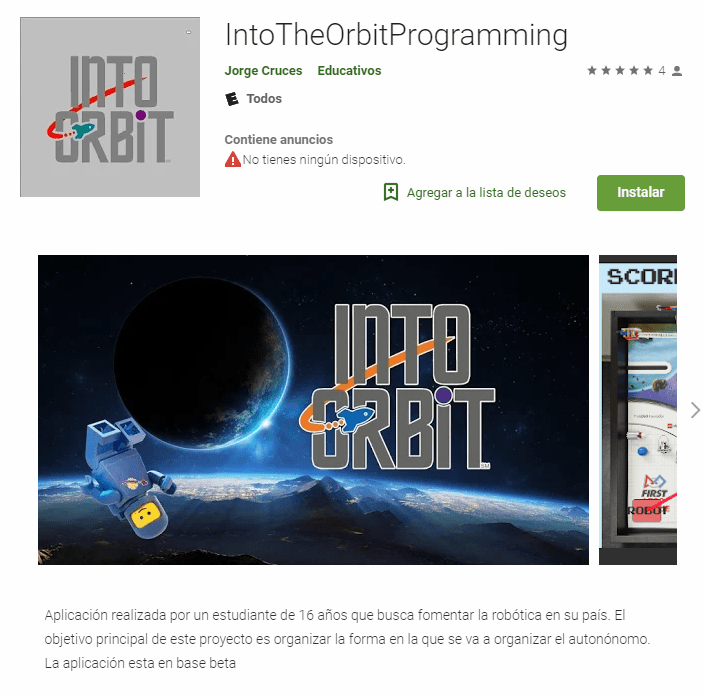 INTO
ORBIT
IntoTheOrbitProgramming
Jorge Cruces Educativos
4
E Todos
Contiene anuncios
No tienes ningún dispositivo.
Agregar a la lista de deseos
Instalar
INTO
ORBIT
SM
SCOR
FIRST
ROBOT
Aplicación realizada por un estudiante de 16 años que busca fomentar la robótica en su país. El
objetivo principal de este proyecto es organizar la forma en la que se va a organizar el autonónomo.
La aplicación esta en base beta